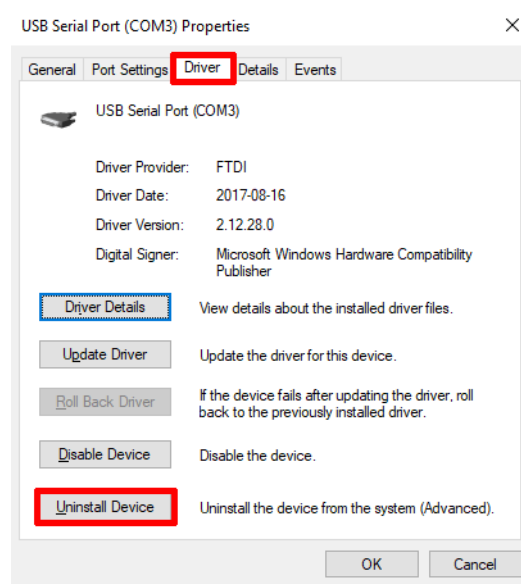 USB Serial Port (COM3) Properties
General Port Settings Driver Details Events
USB Serial Port (COM3)
Driver Provider: FTDI
Driver Date: 2017-08-16
Driver Version: 2.12.28.0
Digital Signer: Microsoft Windows Hardware Compatibility
Publisher
Driver Details View details about the installed driver files.
Update Driver Update the driver for this device.
Roll Back Driver If the device fails after updating the driver, roll
back to the previously installed driver.
Disable Device Disable the device.
Uninstall Device Uninstall the device from the system (Advanced).
OK Cancel